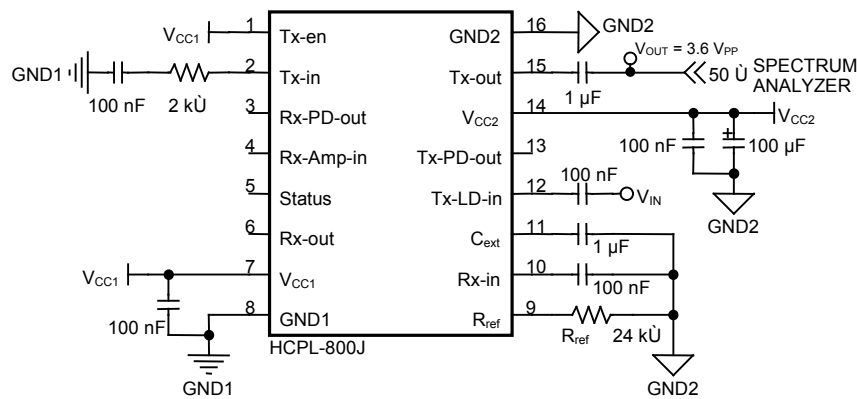 VCC1
1
Tx-en
GND2
16
GND2
GND1
100 nF
2 kÙ
2
Tx-in
Tx-out
15
1 µF
VOUT = 3.6 VPP
50 Ù
SPECTRUM
ANALYZER
3
Rx-PD-out
VCC2
14
VCC2
100 nF
100 µF
+
GND2
4
Rx-Amp-in
Tx-PD-out
13
5
Status
Tx-LD-in
12
100 nF
VIN
6
Rx-out
Cext
11
1 µF
VCC1
7
VCC1
Rx-in
10
100 nF
100 nF
8
GND1
Rref
9
Rref
24 kÙ
GND1
HCPL-800J
GND2